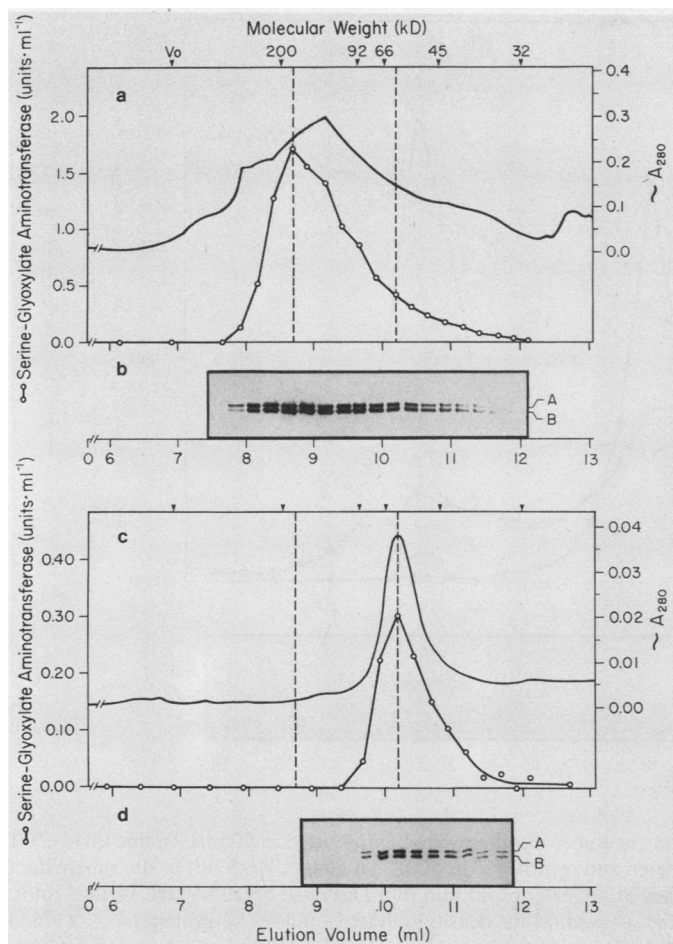 Molecular Weight (kD)
Vo 200 92 66 45 32
a
Serine-Glyoxylate Aminotransferase (units·ml⁻¹)
2.0
1.5
1.0
0.5
0.0
0.4
0.3
0.2
0.1
0.0
~ A₂₈₀
b
A
B
0 6 7 8 9 10 11 12 13
c
Serine-Glyoxylate Aminotransferase (units·ml⁻¹)
0.40
0.30
0.20
0.10
0.00
0.04
0.03
0.02
0.01
0.00
~ A₂₈₀
d
A
B
0 6 7 8 9 10 11 12 13
Elution Volume (ml)